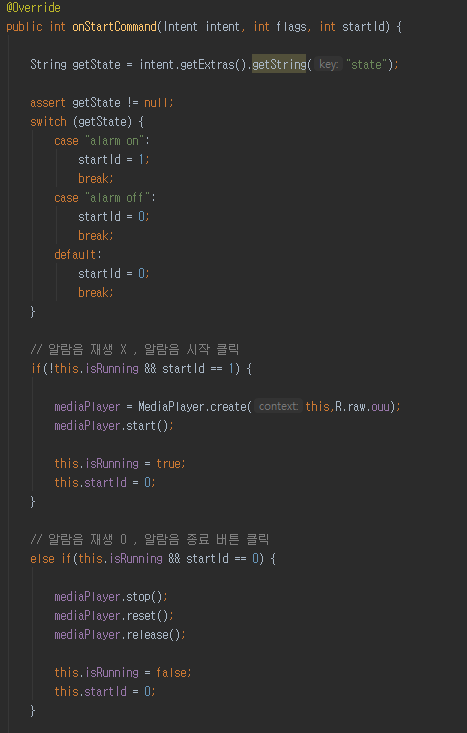 @Override
public int onStartCommand(Intent intent, int flags, int startId) {
String getState = intent.getExtras().getString( key: "state");
assert getState != null;
switch (getState) {
case "alarm on":
startId = 1;
break;
case "alarm off":
startId = 0;
break;
default:
startId = 0;
break;
}
// 알람음 재생 X , 알람음 시작 클릭
if(!this.isRunning && startId == 1) {
mediaPlayer = MediaPlayer.create( context: this,R.raw.ouu);
mediaPlayer.start();
this.isRunning = true;
this.startId = 0;
}
// 알람음 재생 O , 알람음 종료 버튼 클릭
else if(this.isRunning && startId == 0) {
mediaPlayer.stop();
mediaPlayer.reset();
mediaPlayer.release();
this.isRunning = false;
this.startId = 0;
}